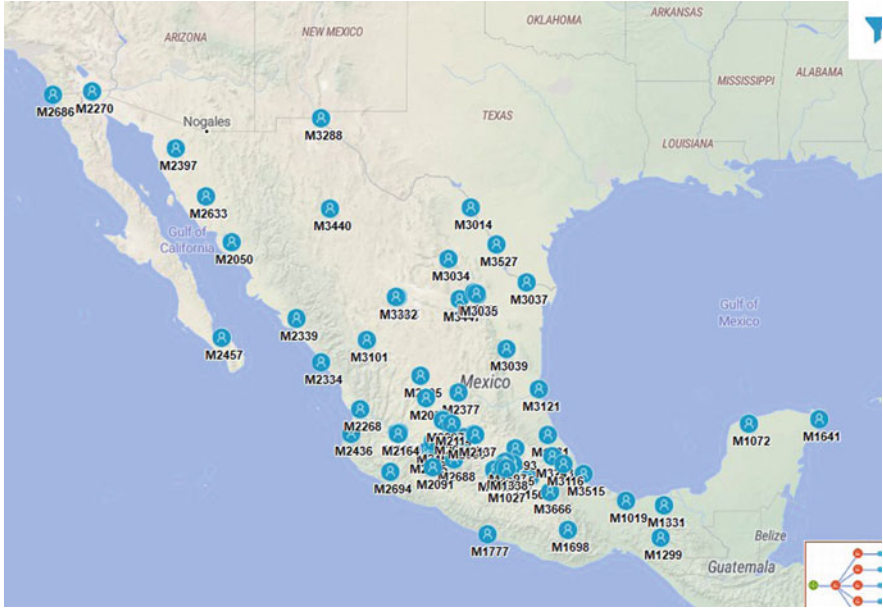 ARKANSAS
OKLAHOMA
ARIZONA
NEW MEXICO
MISSISSIPPI
ALABAMA
M2686
M2270
TEXAS
Nogales
M3288
LOUISIANA
M2397
M2633
M3440
M3014
Gulf of
California
M2050
M3527
M3034
M3037
M3332
M3035
Gulf of
Mexico
M2339
M2457
M3101
M3039
M2334
Mexico
M3121
M2377
M2268
M1072
M1641
M2436
M2164
M2137
M2694
M2091
M2688
M3116
M3515
M1027
M3666
M1019
M1331
M1777
M1698
M1299
Belize
Guatemala